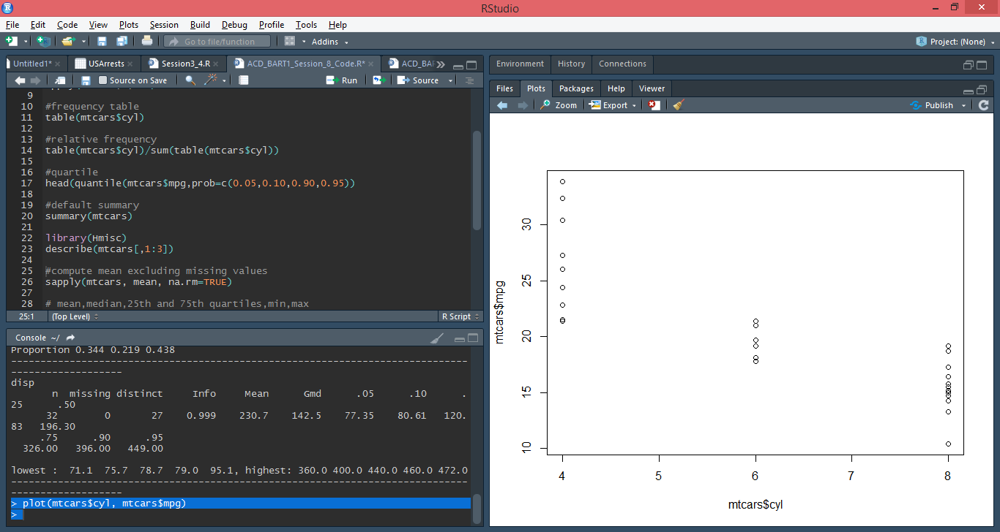 RStudio
File Edit Code View Plots Session Build Debug Profile Tools Help
Go to file/function Addins Project: (None)
Untitled1* USArrests Session3_4.R ACD_BART1_Session_8_Code.R* ACD_BAR
Source on Save Run Source
9
10 #frequency table
11 table(mtcars$cyl)
12
13 #relative frequency
14 table(mtcars$cyl)/sum(table(mtcars$cyl))
15
16 #quartile
17 head(quantile(mtcars$mpg,prob=c(0.05,0.10,0.90,0.95))
18
19 #default summary
20 summary(mtcars)
21
22 library(Hmisc)
23 describe(mtcars[,1:3])
24
25 #compute mean excluding missing values
26 sapply(mtcars, mean, na.rm=TRUE)
27
28 # mean,median,25th and 75th quartiles,min,max
25:1 (Top Level) R Script
Console ~/
Proportion 0.344 0.219 0.438
--------------------------------------------------------------------------------
-------------------
disp
n missing distinct Info Mean Gmd .05 .10 .
25 .50
32 0 27 0.999 230.7 142.5 77.35 80.61 120.
83 196.30
.75 .90 .95
326.00 396.00 449.00
lowest : 71.1 75.7 78.7 79.0 95.1, highest: 360.0 400.0 440.0 460.0 472.0
--------------------------------------------------------------------------------
-------------------
> plot(mtcars$cyl, mtcars$mpg)
>
Environment History Connections
Files Plots Packages Help Viewer
Zoom Export Publish
30
25
20
15
10
mtcars$mpg
4 5 6 7 8
mtcars$cyl